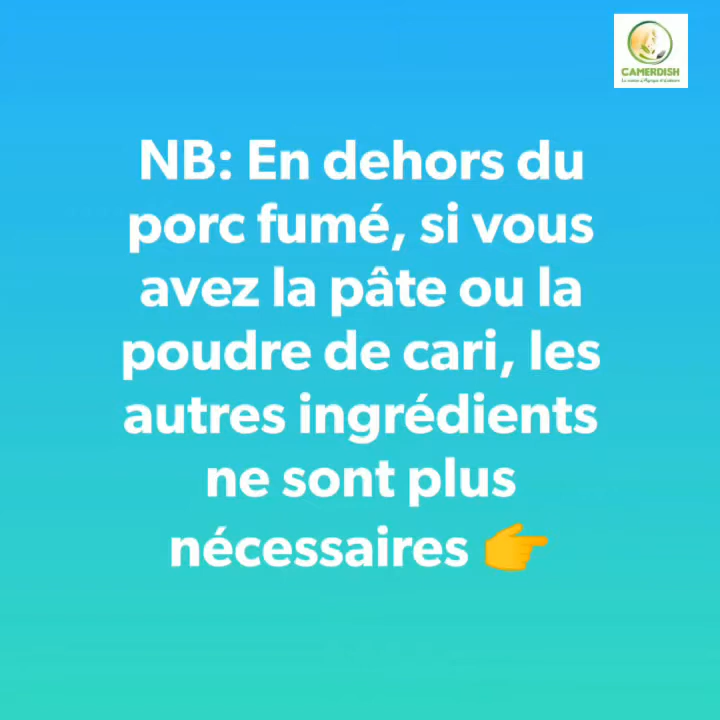 CAMERDISH
NB: En dehors du
porc fumé, si vous
avez la pâte ou la
poudre de cari, les
autres ingrédients
ne sont plus
nécessaires 👉